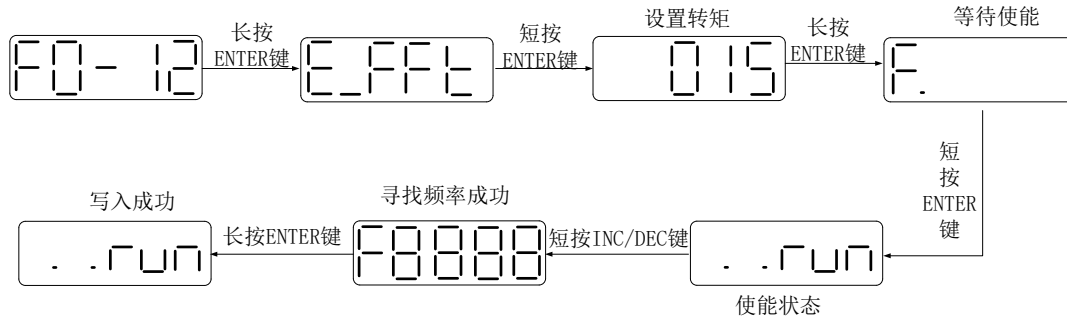 设置转矩
等待使能
长按
ENTER键
短按
ENTER键
长按
ENTER键
F0-12
E_FFt
015
F.
短
按
ENTER
键
写入成功
寻找频率成功
长按ENTER键
短按INC/DEC键
. .run
F8888
. .run
使能状态